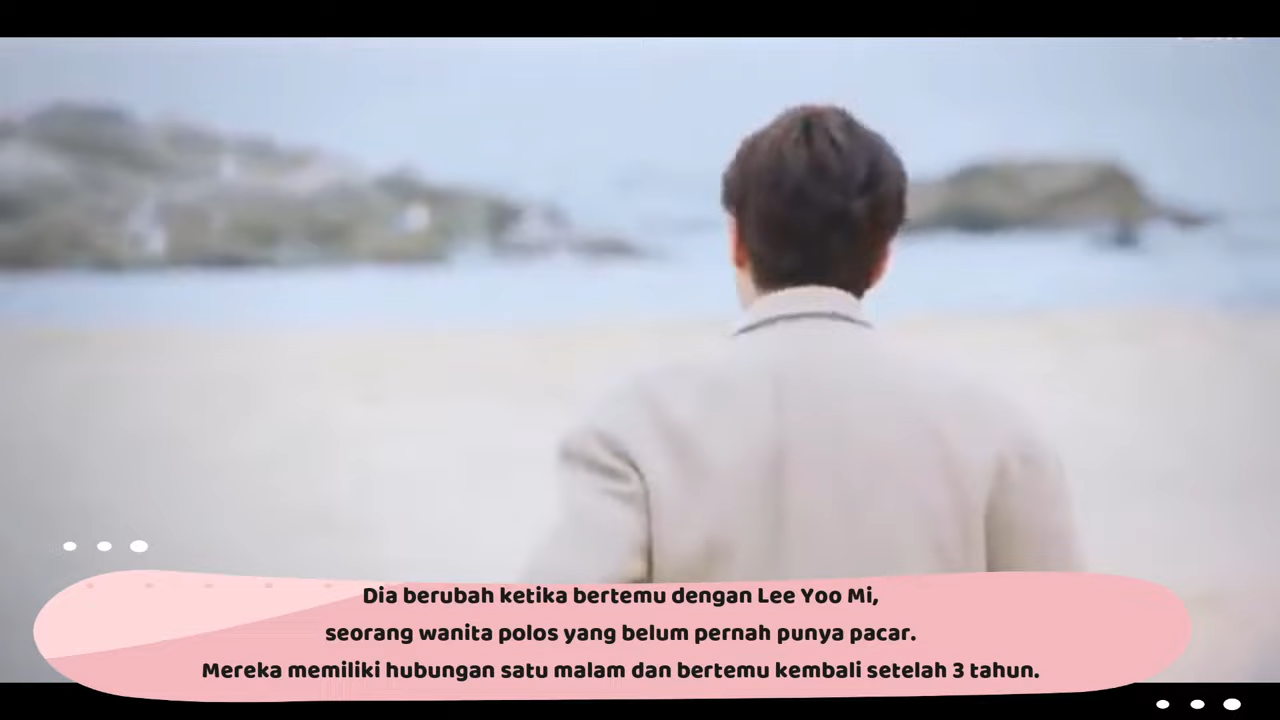 Dia berubah ketika bertemu dengan Lee Yoo Mi,
seorang wanita polos yang belum pernah punya pacar.
Mereka memiliki hubungan satu malam dan bertemu kembali setelah 3 tahun.